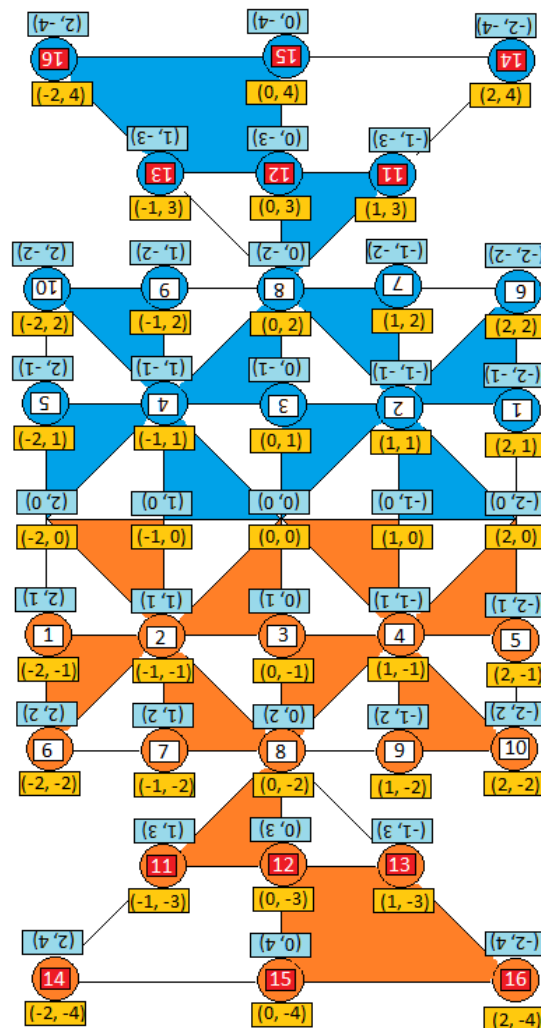 (2, -4) (0, -4) (-2, -4)
16 15 14
(-2, 4) (0, 4) (2, 4)
(1, -3) (0, -3) (-1, -3)
13 12 11
(-1, 3) (0, 3) (1, 3)
(2, -2) (1, -2) (0, -2) (-1, -2) (-2, -2)
10 9 8 7 6
(-2, 2) (-1, 2) (0, 2) (1, 2) (2, 2)
(2, -1) (1, -1) (0, -1) (-1, -1) (-2, -1)
5 4 3 2 1
(-2, 1) (-1, 1) (0, 1) (1, 1) (2, 1)
(2, 0) (1, 0) (0, 0) (-1, 0) (-2, 0)
(-2, 0) (-1, 0) (0, 0) (1, 0) (2, 0)
(2, 1) (1, 1) (0, 1) (-1, 1) (-2, 1)
1 2 3 4 5
(-2, -1) (-1, -1) (0, -1) (1, -1) (2, -1)
(2, 2) (1, 2) (0, 2) (-1, 2) (-2, 2)
6 7 8 9 10
(-2, -2) (-1, -2) (0, -2) (1, -2) (2, -2)
(1, 3) (0, 3) (-1, 3)
11 12 13
(-1, -3) (0, -3) (1, -3)
(2, 4) (0, 4) (-2, 4)
14 15 16
(-2, -4) (0, -4) (2, -4)